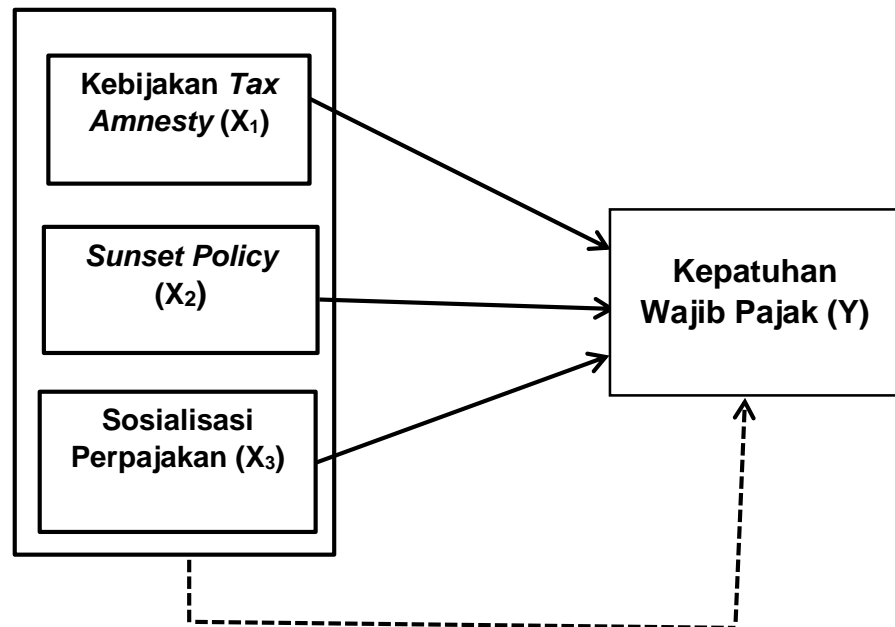 Kebijakan Tax
Amnesty (X₁)
Sunset Policy
(X₂)
Sosialisasi
Perpajakan (X₃)
Kepatuhan
Wajib Pajak (Y)